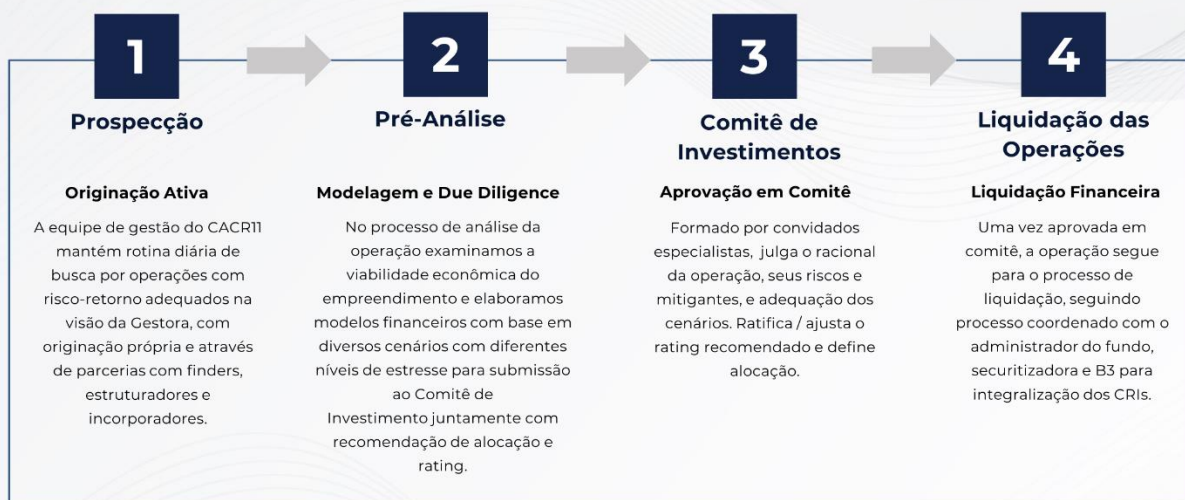 1
Prospecção
Originação Ativa
A equipe de gestão do CACR11
mantém rotina diária de
busca por operações com
risco-retorno adequados na
visão da Gestora, com
originação própria e através
de parcerias com finders,
estruturadores e
incorporadores.
2
Pré-Análise
Modelagem e Due Diligence
No processo de análise da
operação examinamos a
viabilidade econômica do
empreendimento e elaboramos
modelos financeiros com base em
diversos cenários com diferentes
níveis de estresse para submissão
ao Comitê de
Investimento juntamente com
recomendação de alocação e
rating.
3
Comitê de
Investimentos
Aprovação em Comitê
Formado por convidados
especialistas, julga o racional
da operação, seus riscos e
mitigantes, e adequação dos
cenários. Ratifica / ajusta o
rating recomendado e define
alocação.
4
Liquidação das
Operações
Liquidação Financeira
Uma vez aprovada em
comitê, a operação segue
para o processo de
liquidação, seguindo
processo coordenado com o
administrador do fundo,
securitizadora e B3 para
integralização dos CRIs.